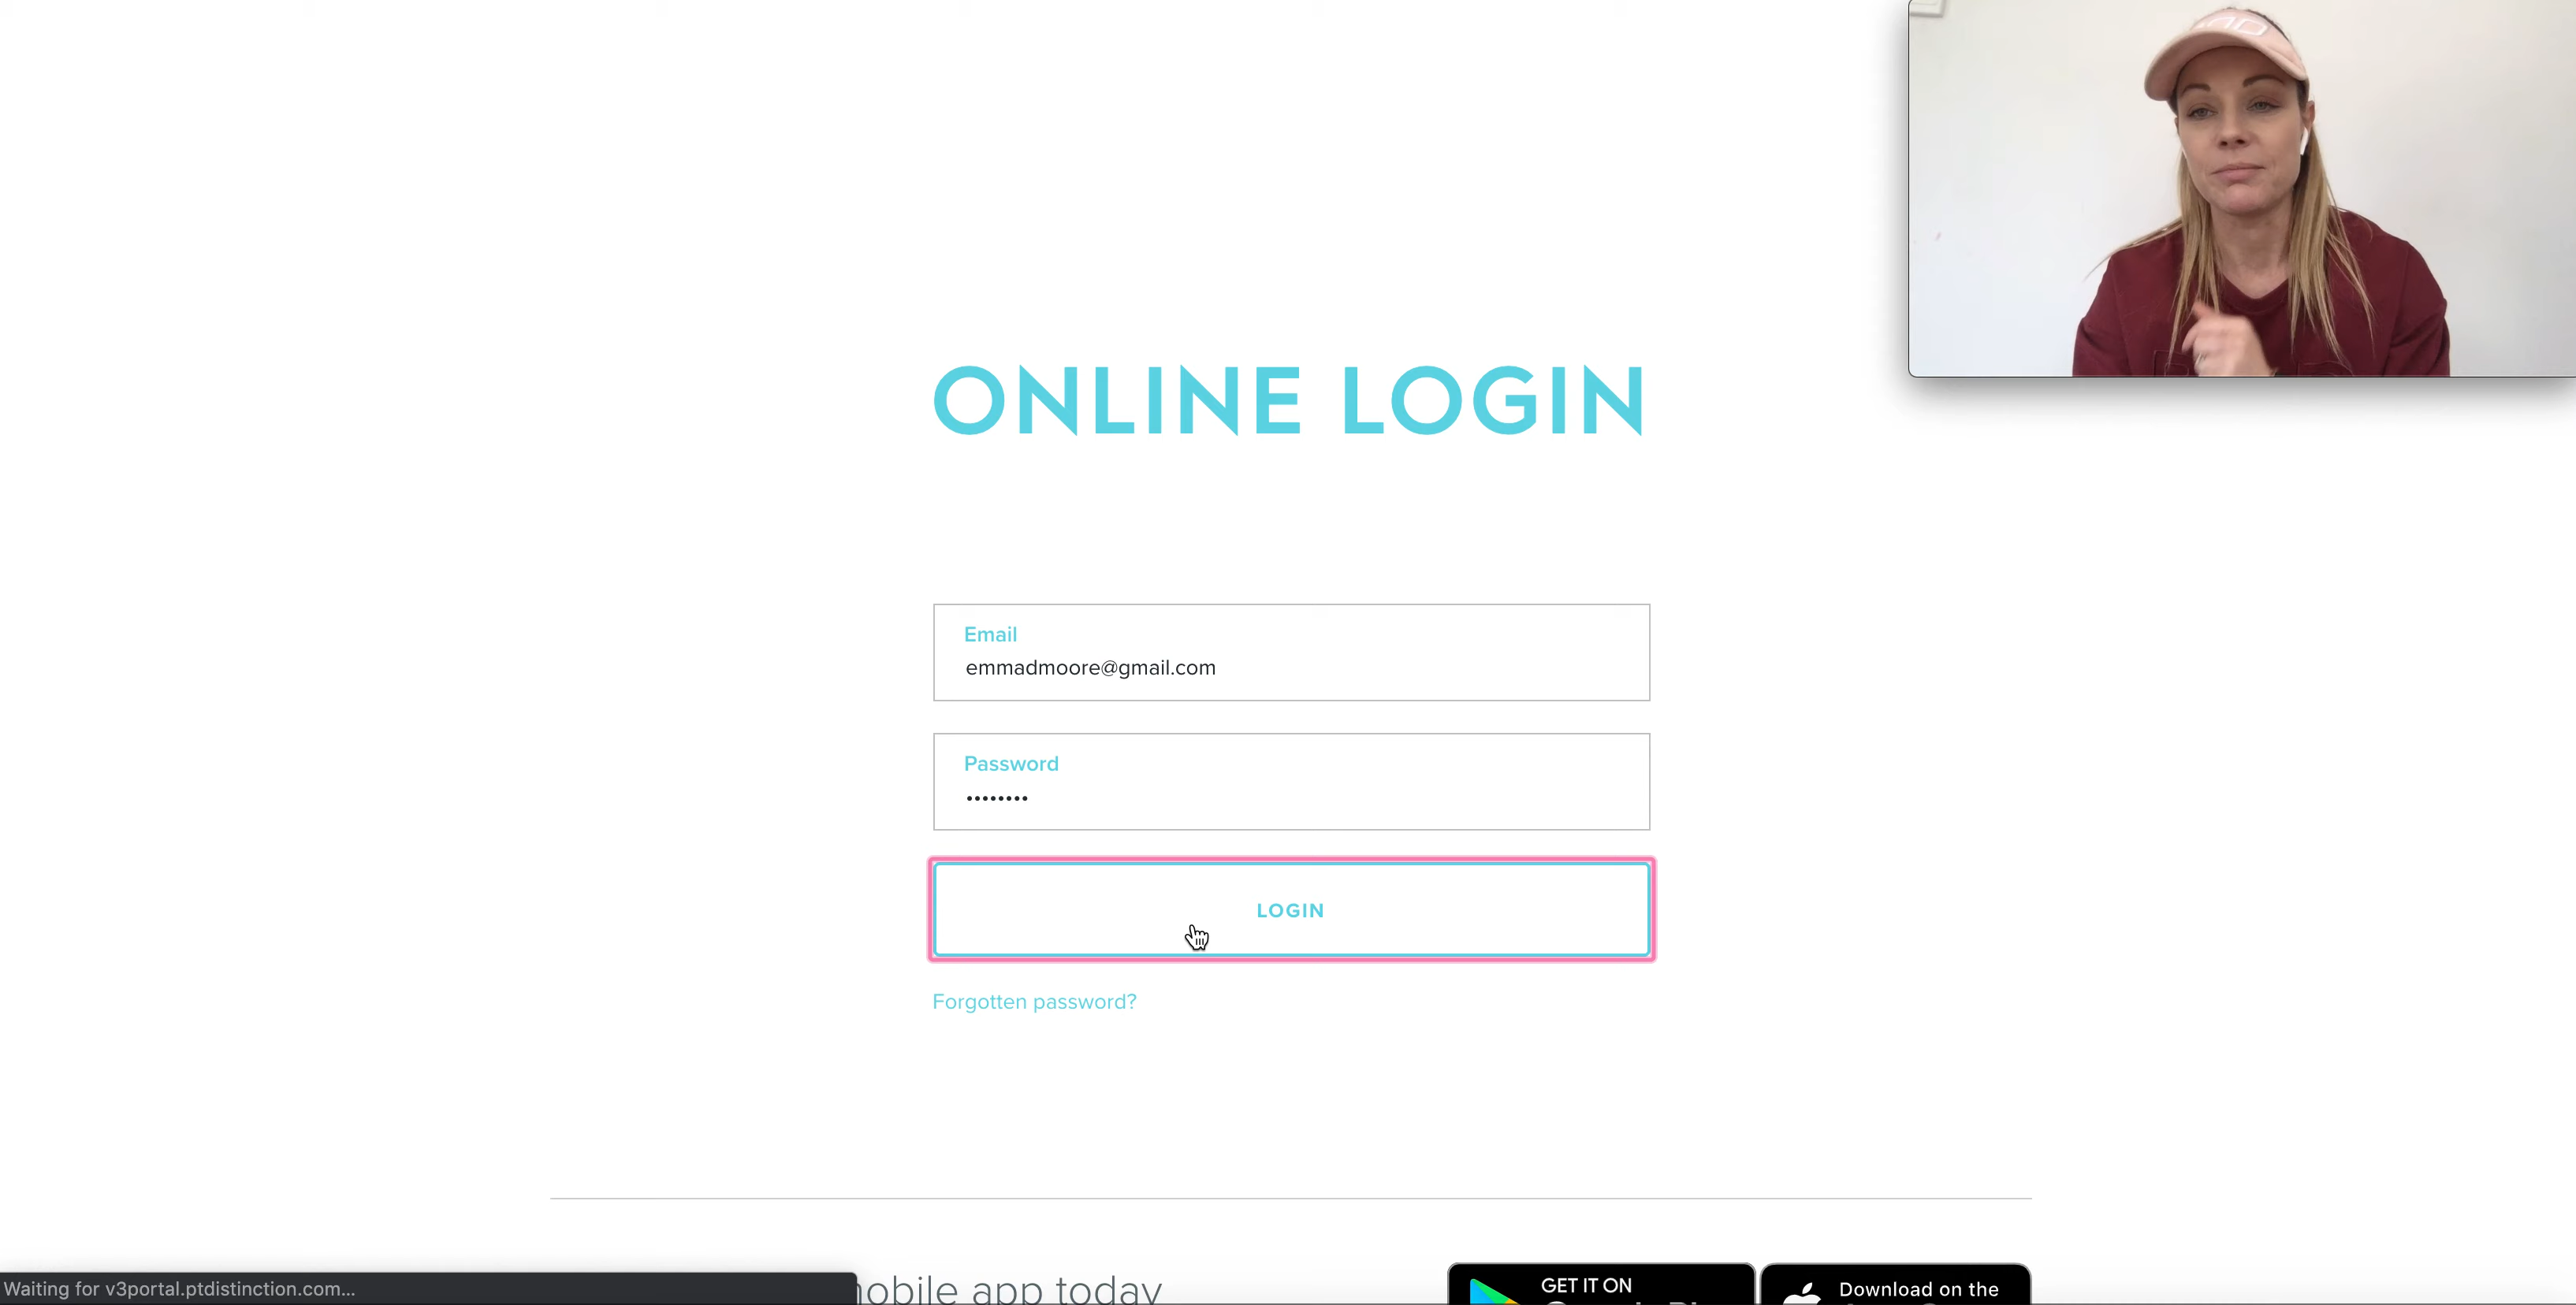 ONLINE LOGIN
Email
emmadmoore@gmail.com
Password
••••••••
LOGIN
Forgotten password?
Waiting for v3portal.ptdistinction.com...
app today
GET IT ON
Download on the